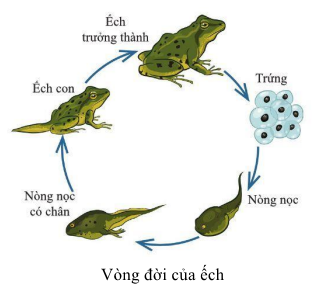 Ếch
trưởng thành
Trứng
Ếch con
Nòng nọc
có chân
Nòng nọc
Vòng đời của ếch